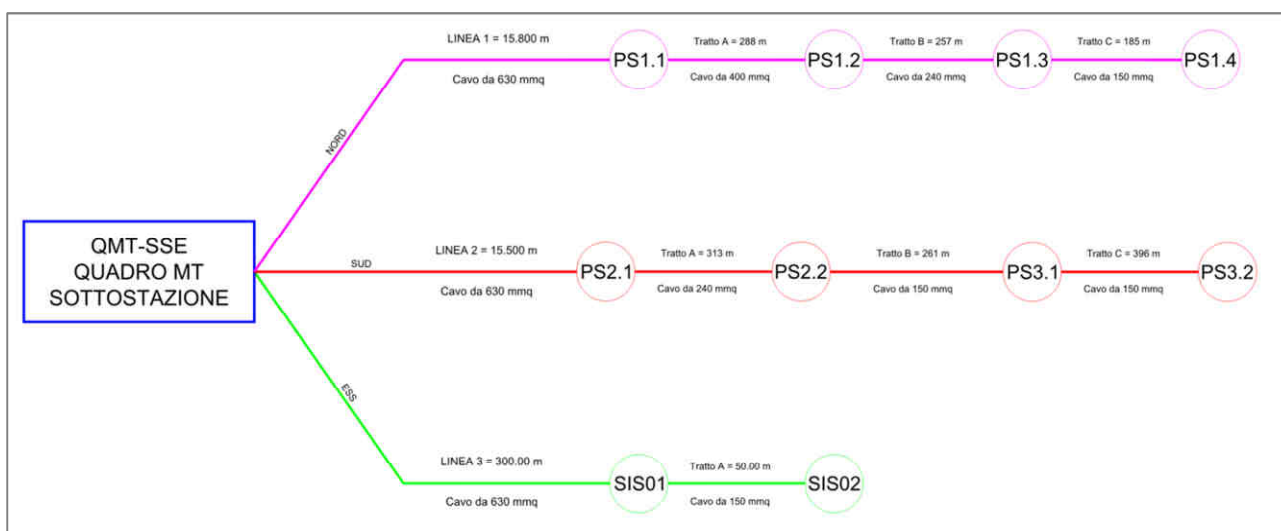 LINEA 1 = 15.800 m
Cavo da 630 mmq
PS1.1
Tratto A = 288 m
Cavo da 400 mmq
PS1.2
Tratto B = 257 m
Cavo da 240 mmq
PS1.3
Tratto C = 185 m
Cavo da 150 mmq
PS1.4
NORD
QMT-SSE
QUADRO MT
SOTTOSTAZIONE
SUD
LINEA 2 = 15.500 m
Cavo da 630 mmq
PS2.1
Tratto A = 313 m
Cavo da 240 mmq
PS2.2
Tratto B = 261 m
Cavo da 150 mmq
PS3.1
Tratto C = 396 m
Cavo da 150 mmq
PS3.2
ESS
LINEA 3 = 300.00 m
Cavo da 630 mmq
SIS01
Tratto A = 50.00 m
Cavo da 150 mmq
SIS02